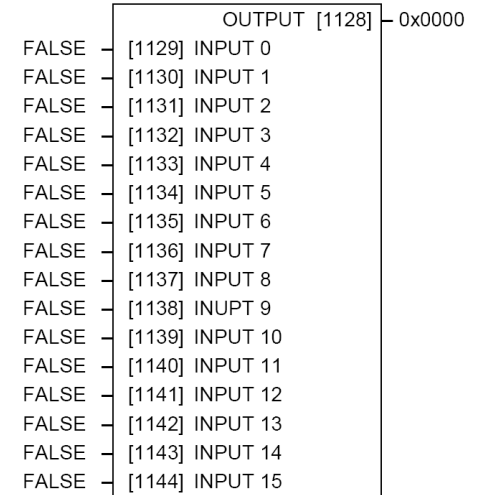 OUTPUT [1128] 0x0000
FALSE [1129] INPUT 0
FALSE [1130] INPUT 1
FALSE [1131] INPUT 2
FALSE [1132] INPUT 3
FALSE [1133] INPUT 4
FALSE [1134] INPUT 5
FALSE [1135] INPUT 6
FALSE [1136] INPUT 7
FALSE [1137] INPUT 8
FALSE [1138] INUPT 9
FALSE [1139] INPUT 10
FALSE [1140] INPUT 11
FALSE [1141] INPUT 12
FALSE [1142] INPUT 13
FALSE [1143] INPUT 14
FALSE [1144] INPUT 15